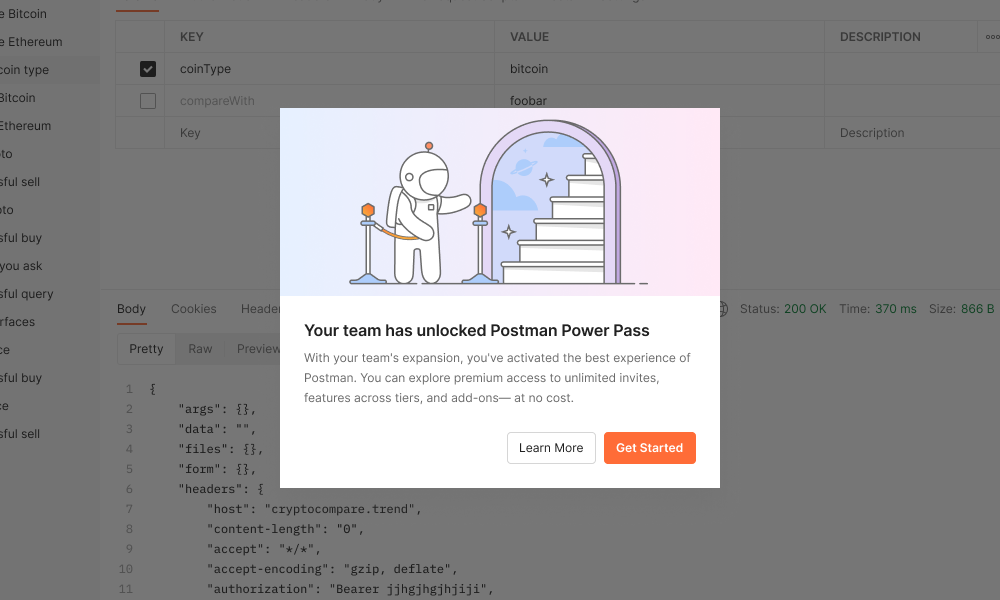 e Bitcoin
e Ethereum
coin type
Bitcoin
Ethereum
to
sful sell
pto
sful buy
you ask
sful query
rfaces
ce
sful buy
ce
sful sell
KEY VALUE DESCRIPTION
coinType bitcoin
compareWith foobar
Key Description
Body Cookies Header Status: 200 OK Time: 370 ms Size: 866 B
Pretty Raw Preview
Your team has unlocked Postman Power Pass
With your team's expansion, you've activated the best experience of
Postman. You can explore premium access to unlimited invites,
features across tiers, and add-ons— at no cost.
Learn More Get Started
1 {
2 "args": {},
3 "data": "",
4 "files": {},
5 "form": {},
6 "headers": {
7 "host": "cryptocompare.trend",
8 "content-length": "0",
9 "accept": "*/*",
10 "accept-encoding": "gzip, deflate",
11 "authorization": "Bearer jjhgjhgjhjiji",